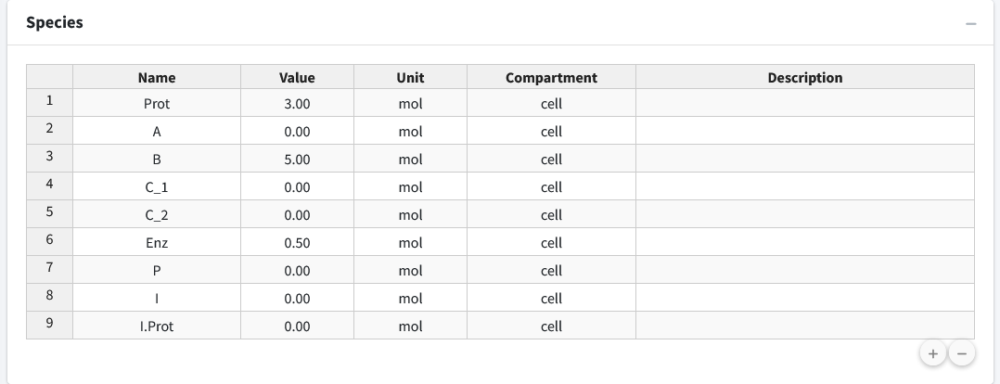 Species
Name Value Unit Compartment Description
1 Prot 3.00 mol cell
2 A 0.00 mol cell
3 B 5.00 mol cell
4 C_1 0.00 mol cell
5 C_2 0.00 mol cell
6 Enz 0.50 mol cell
7 P 0.00 mol cell
8 I 0.00 mol cell
9 I.Prot 0.00 mol cell